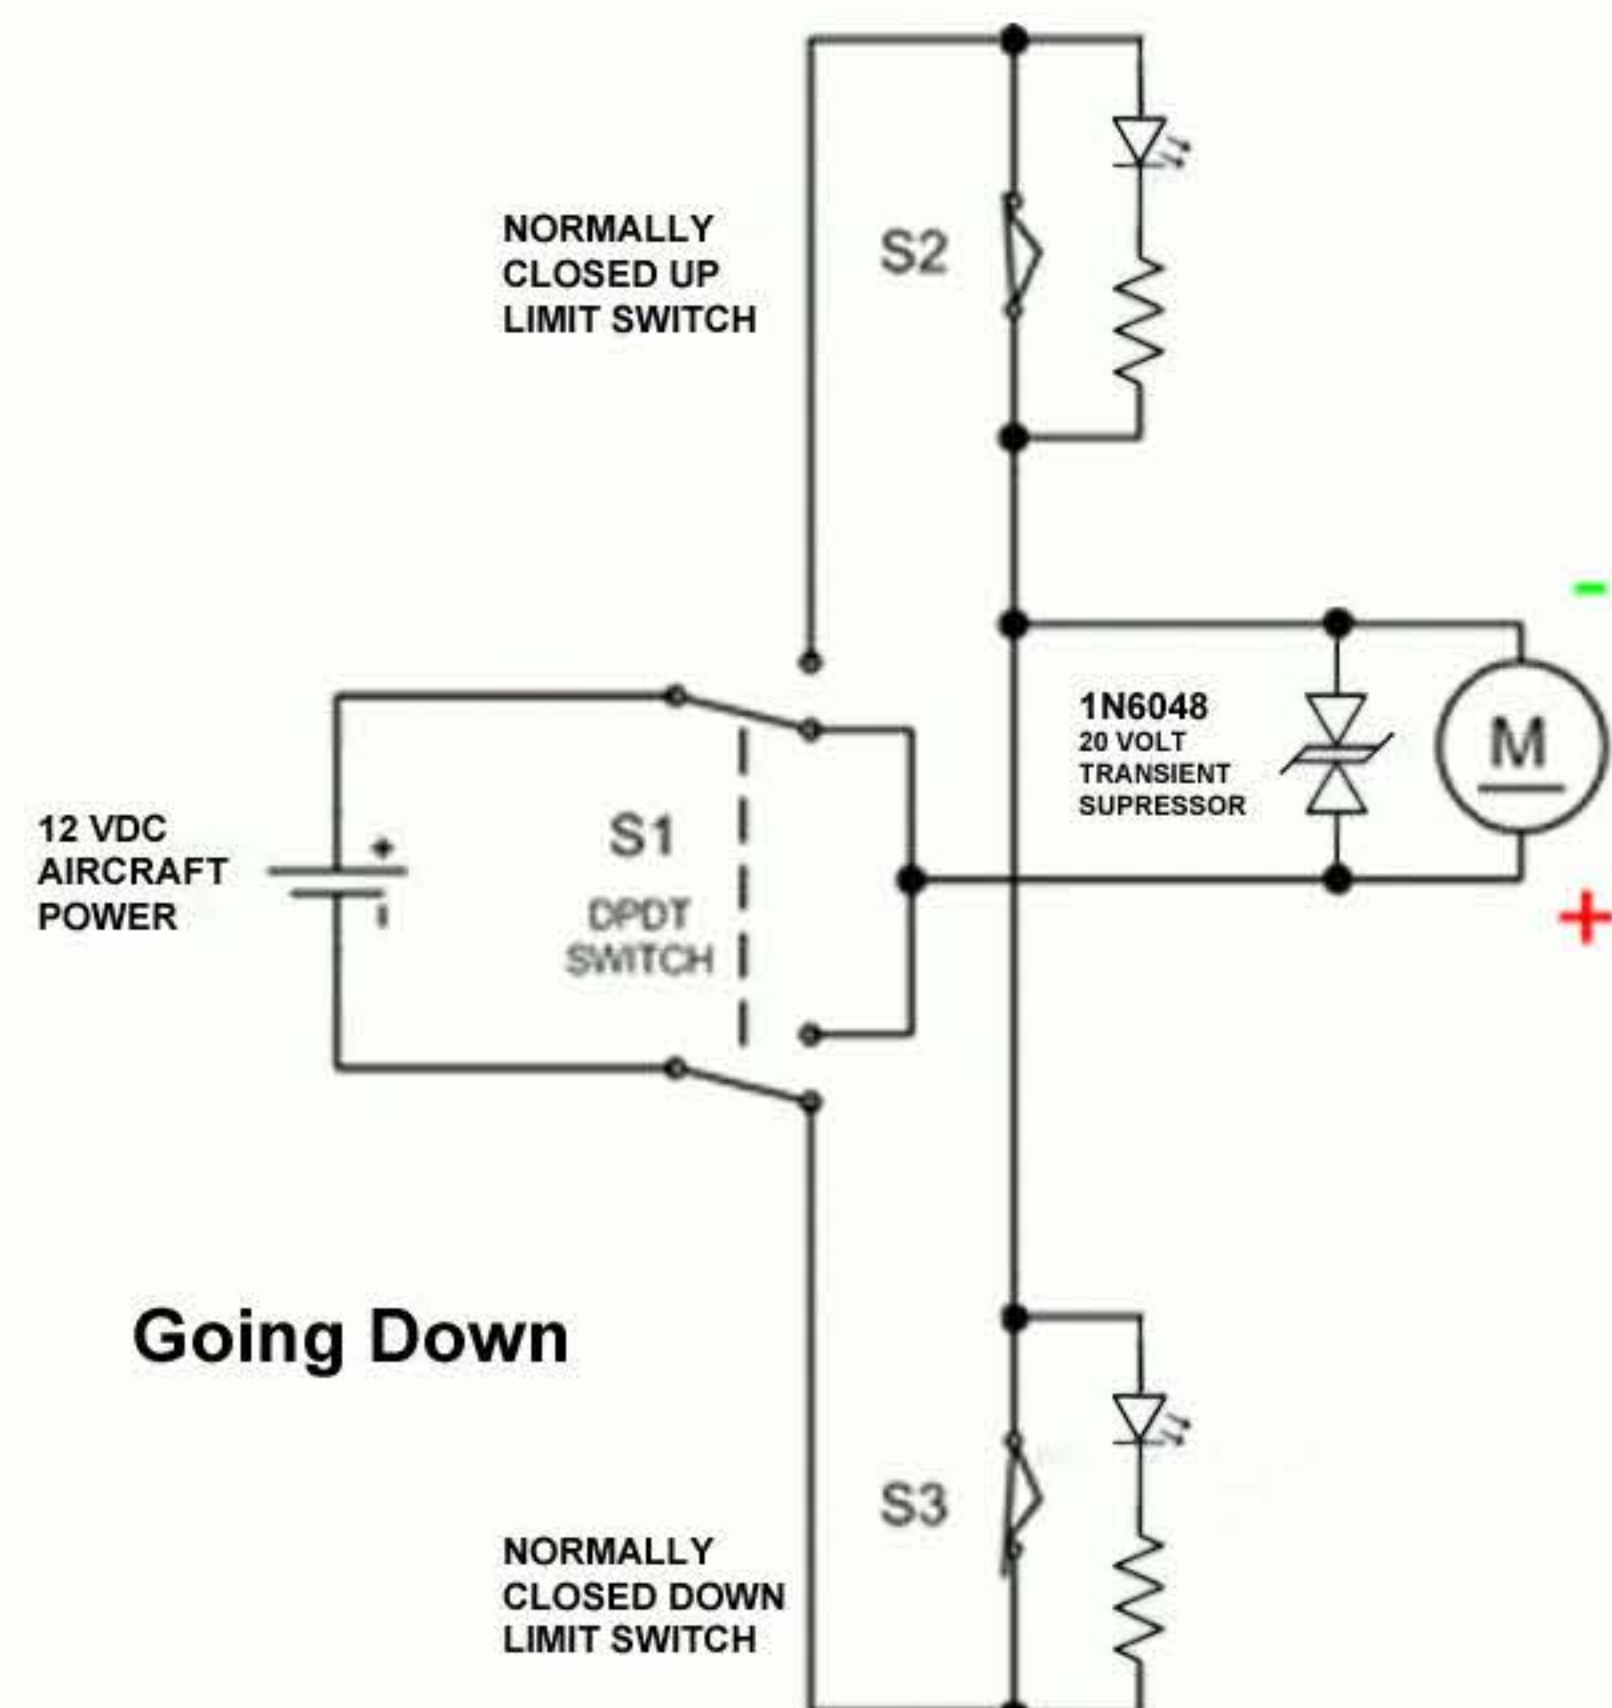 NORMALLY
CLOSED UP
LIMIT SWITCH
S2
-
1N6048
20 VOLT
TRANSIENT
SUPRESSOR
M
12 VDC
AIRCRAFT
POWER
+
-
S1
DPDT
SWITCH
+
Going Down
S3
NORMALLY
CLOSED DOWN
LIMIT SWITCH